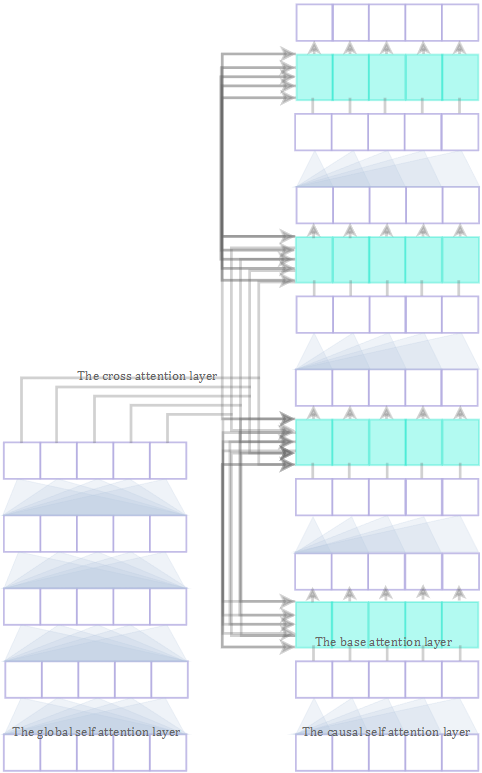 The cross attention layer
The base attention layer
The global self attention layer
The causal self attention layer